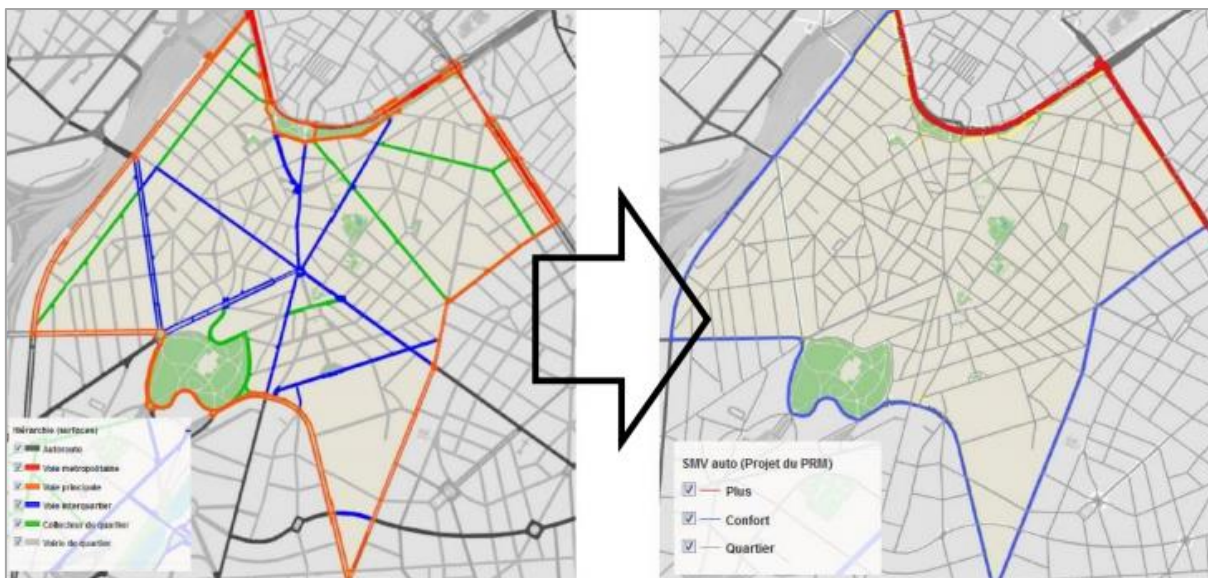 Hiérarchie (surfaces)
Autoroute
Voie métropolitaine
Voie principale
Voie interquartier
Collecteur de quartier
Voirie de quartier
SMV auto (Projet du PRM)
Plus
Confort
Quartier